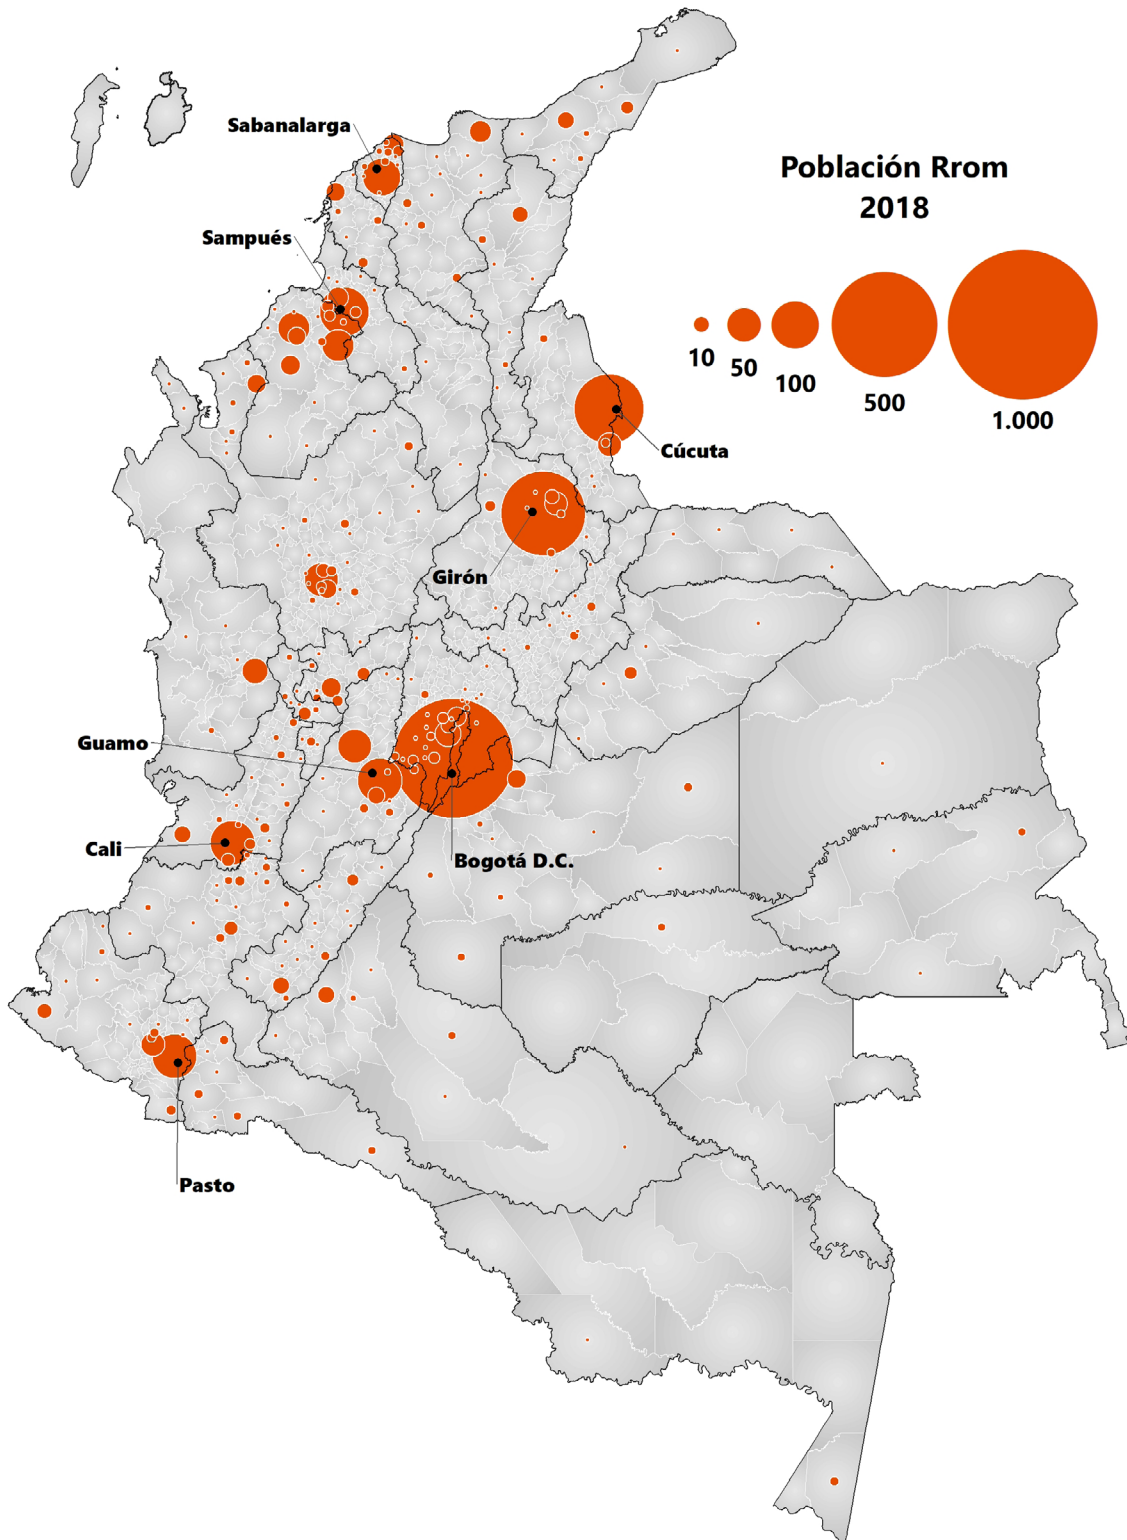 Sabanalarga
Población Rrom
2018
Sampués
10
50
100
500
1.000
Cúcuta
Girón
Guamo
Cali
Bogotá D.C.
Pasto